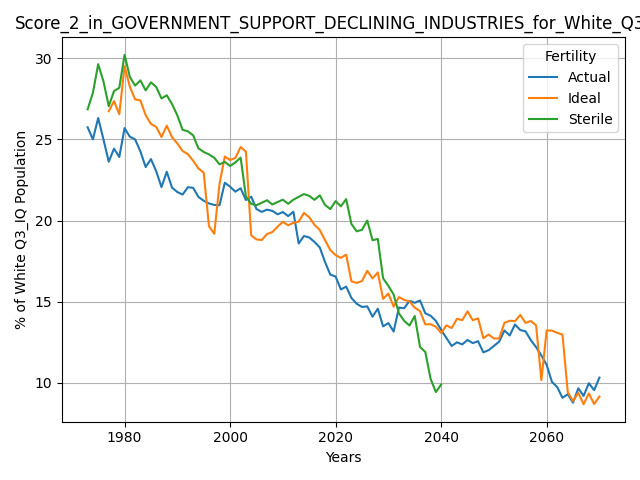 Score_2_in_GOVERNMENT_SUPPORT_DECLINING_INDUSTRIES_for_White_Q3
30
25
20
15
10
% of White Q3_IQ Population
Fertility
Actual
Ideal
Sterile
1980
2000
2020
2040
2060
Years